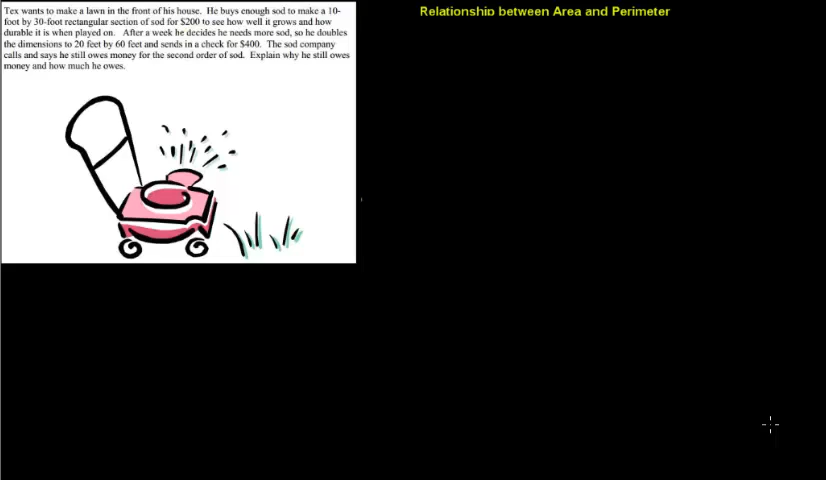 Tex wants to make a lawn in the front of his house.  He buys enough sod to make a 10-
foot by 30-foot rectangular section of sod for $200 to see how well it grows and how
durable it is when played on.   After a week he decides he needs more sod, so he doubles
the dimensions to 20 feet by 60 feet and sends in a check for $400.  The sod company
calls and says he still owes money for the second order of sod.  Explain why he still owes
money and how much he owes.
Relationship between Area and Perimeter